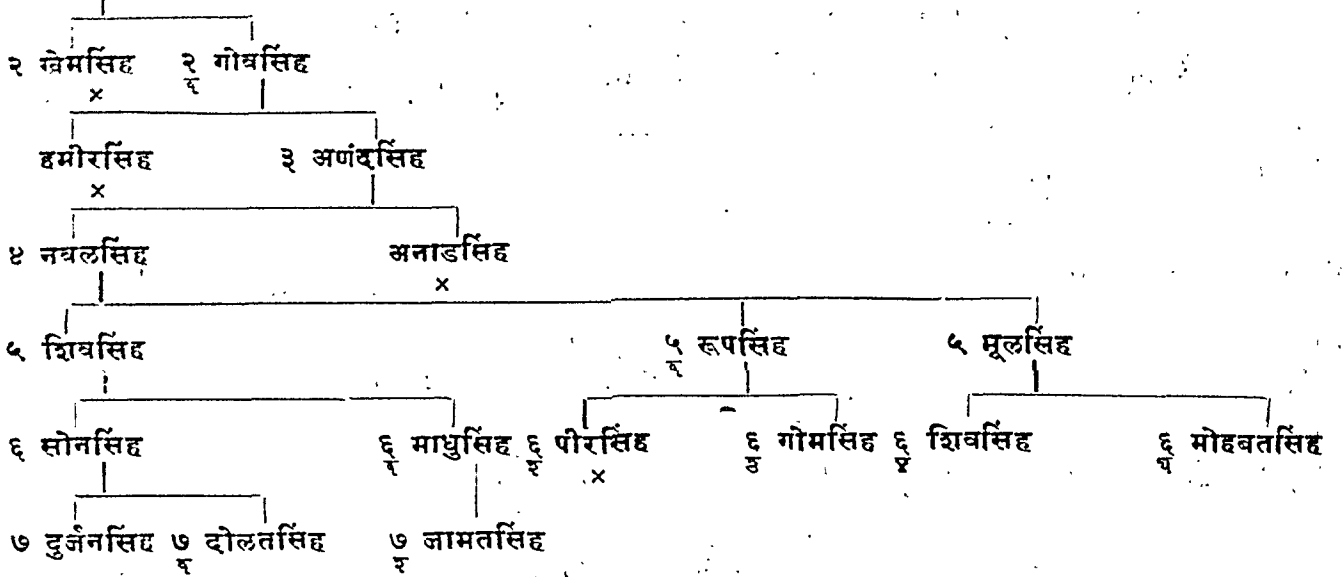 २ खेमसिंह २ गोवसिंह
×
हमीरसिंह ३ अणंदसिंह
×
४ नवलसिंह अनाडसिंह
×
५ शिवसिंह ५ रूपसिंह ५ मूलसिंह
६ सोनसिंह ६ माधुसिंह ६ पीरसिंह ६ गोमसिंह ६ शिवसिंह ६ मोहबतसिंह
×
७ दुर्जनसिंह ७ दोलतसिंह ७ जामतसिंह